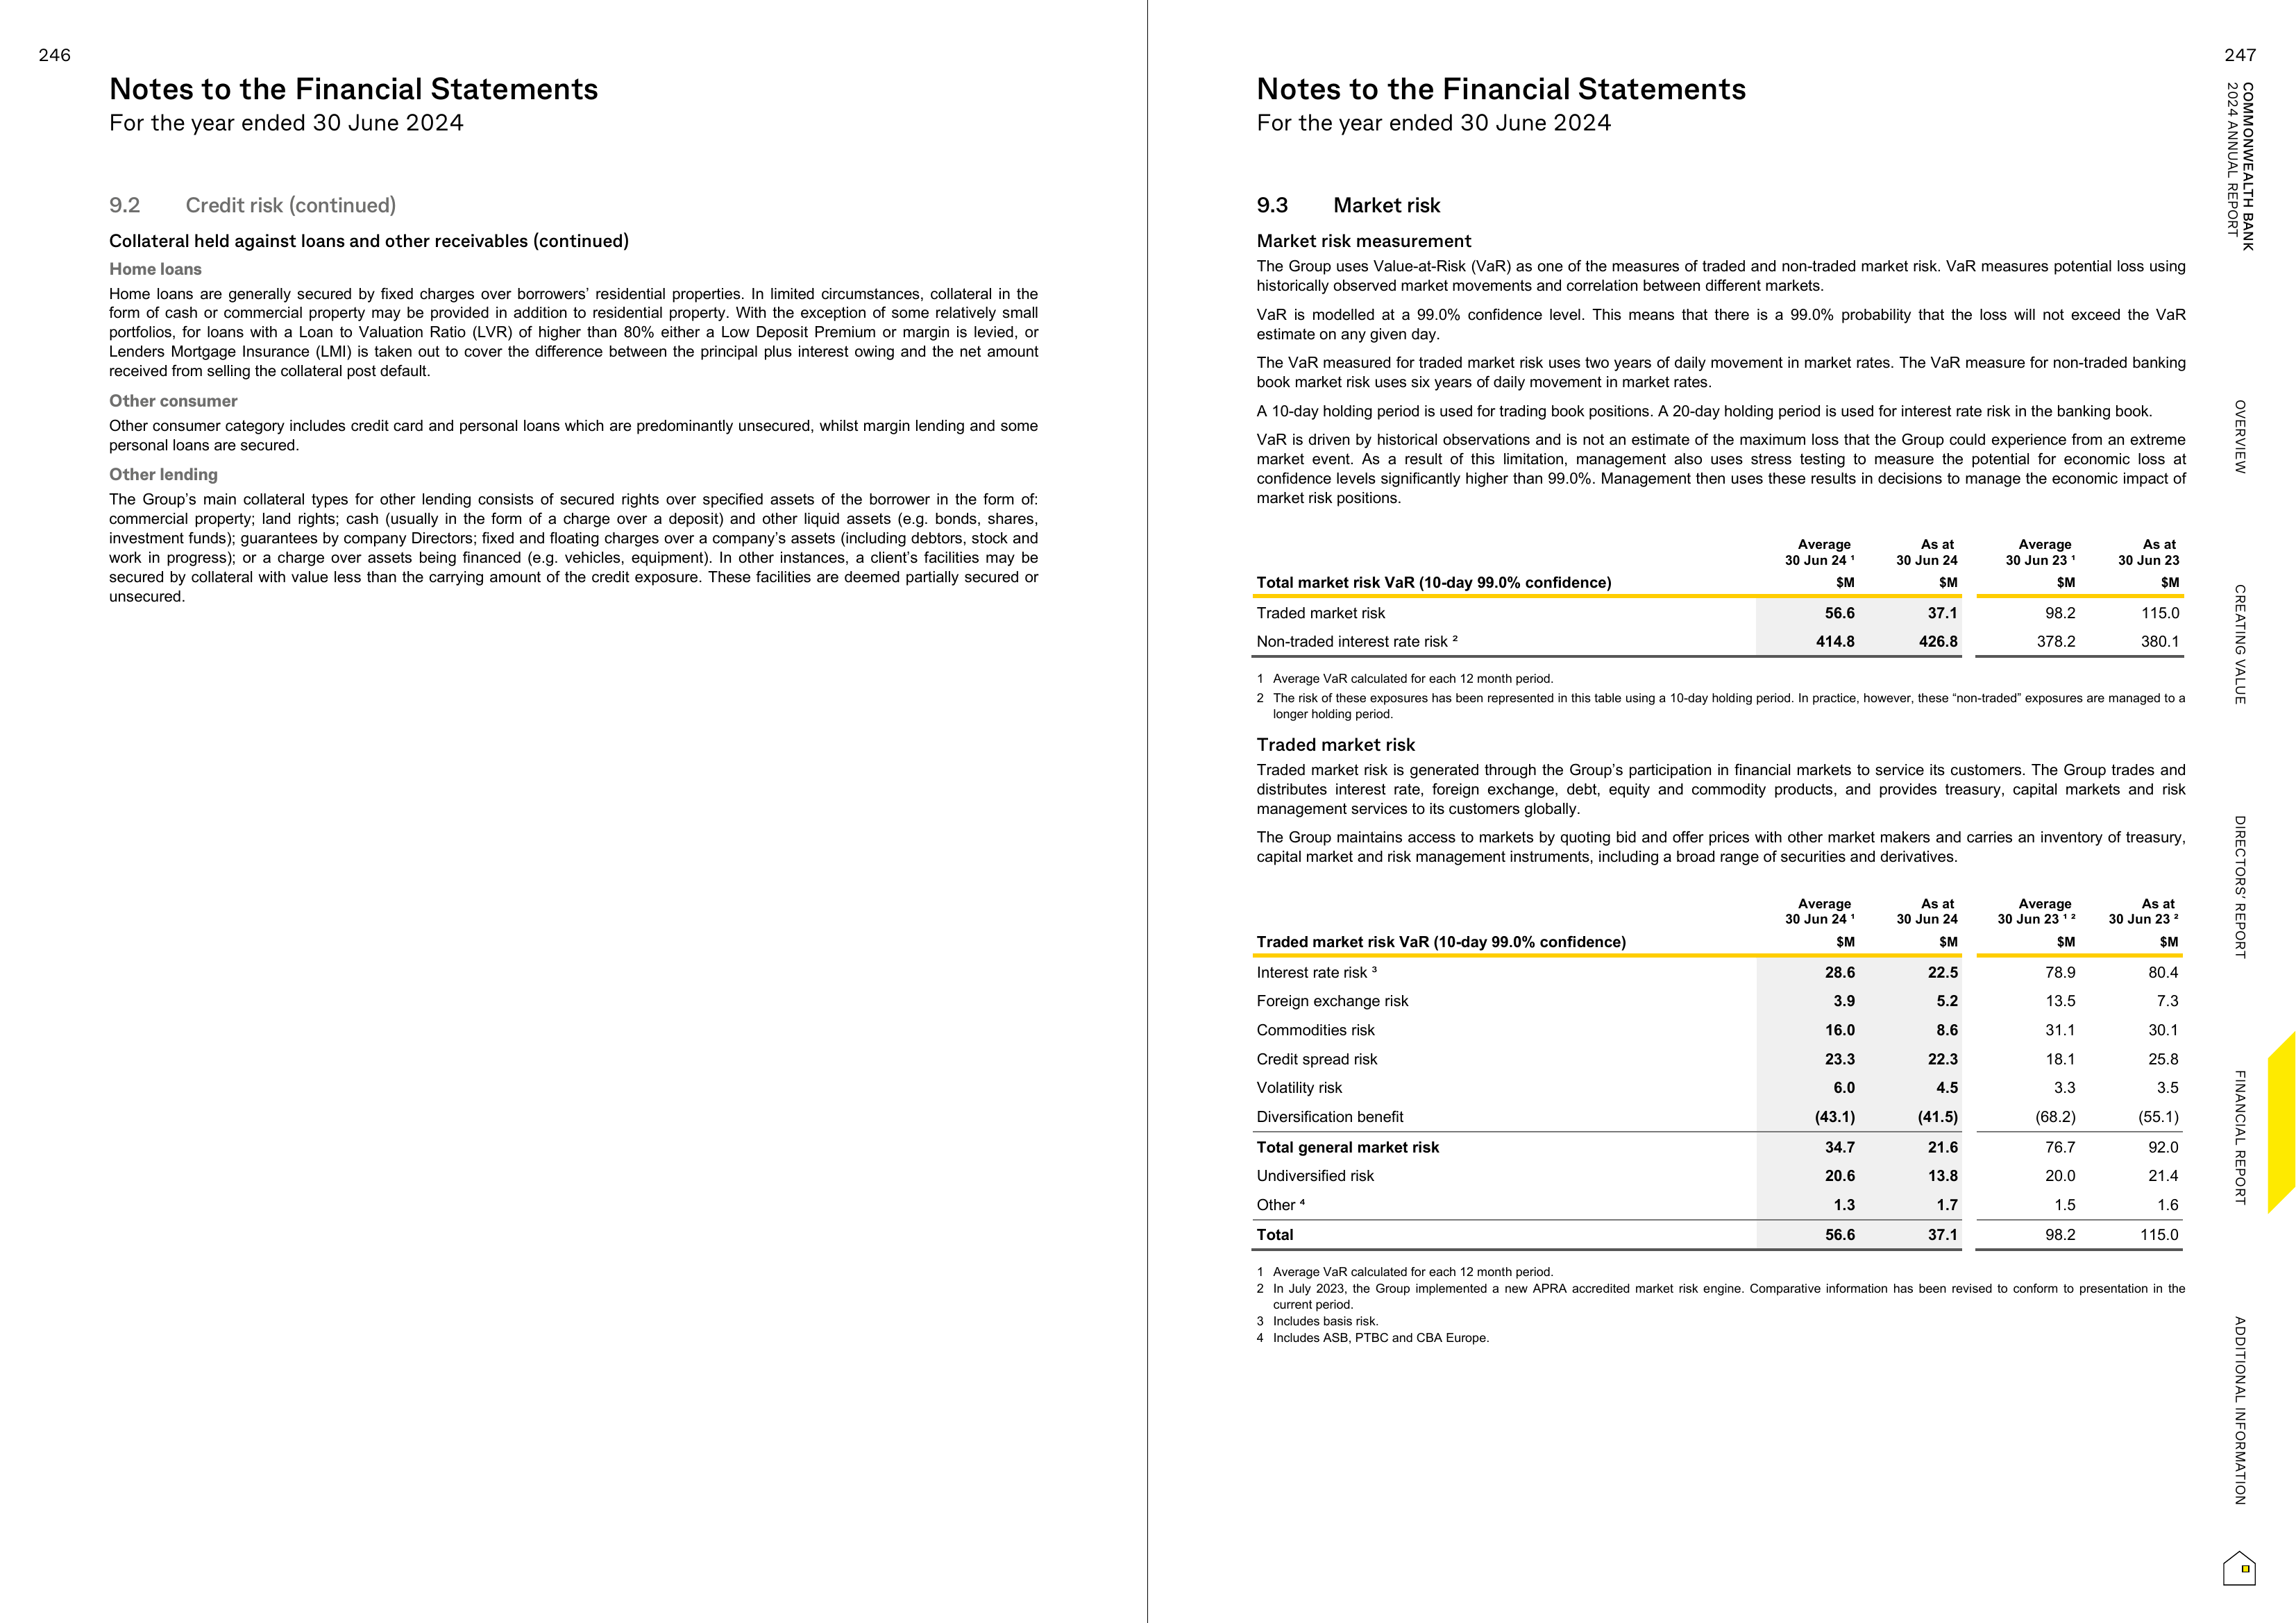 246
Notes to the Financial Statements
For the year ended 30 June 2024
9.2 Credit risk (continued)
Collateral held against loans and other receivables (continued)
Home loans
Home loans are generally secured by fixed charges over borrowers’ residential properties. In limited circumstances, collateral in the
form of cash or commercial property may be provided in addition to residential property. With the exception of some relatively small
portfolios, for loans with a Loan to Valuation Ratio (LVR) of higher than 80% either a Low Deposit Premium or margin is levied, or
Lenders Mortgage Insurance (LMI) is taken out to cover the difference between the principal plus interest owing and the net amount
received from selling the collateral post default.
Other consumer
Other consumer category includes credit card and personal loans which are predominantly unsecured, whilst margin lending and some
personal loans are secured.
Other lending
The Group’s main collateral types for other lending consists of secured rights over specified assets of the borrower in the form of:
commercial property; land rights; cash (usually in the form of a charge over a deposit) and other liquid assets (e.g. bonds, shares,
investment funds); guarantees by company Directors; fixed and floating charges over a company’s assets (including debtors, stock and
work in progress); or a charge over assets being financed (e.g. vehicles, equipment). In other instances, a client’s facilities may be
secured by collateral with value less than the carrying amount of the credit exposure. These facilities are deemed partially secured or
unsecured.
247
Notes to the Financial Statements
For the year ended 30 June 2024
9.3 Market risk
Market risk measurement
The Group uses Value-at-Risk (VaR) as one of the measures of traded and non-traded market risk. VaR measures potential loss using
historically observed market movements and correlation between different markets.
VaR is modelled at a 99.0% confidence level. This means that there is a 99.0% probability that the loss will not exceed the VaR
estimate on any given day.
The VaR measured for traded market risk uses two years of daily movement in market rates. The VaR measure for non-traded banking
book market risk uses six years of daily movement in market rates.
A 10-day holding period is used for trading book positions. A 20-day holding period is used for interest rate risk in the banking book.
VaR is driven by historical observations and is not an estimate of the maximum loss that the Group could experience from an extreme
market event. As a result of this limitation, management also uses stress testing to measure the potential for economic loss at
confidence levels significantly higher than 99.0%. Management then uses these results in decisions to manage the economic impact of
market risk positions.
Average As at Average As at
30 Jun 24 ¹ 30 Jun 24 30 Jun 23 ¹ 30 Jun 23
Total market risk VaR (10-day 99.0% confidence) $M $M $M $M
Traded market risk 56.6 37.1 98.2 115.0
Non-traded interest rate risk ² 414.8 426.8 378.2 380.1
1 Average VaR calculated for each 12 month period.
2 The risk of these exposures has been represented in this table using a 10-day holding period. In practice, however, these “non-traded” exposures are managed to a
longer holding period.
Traded market risk
Traded market risk is generated through the Group’s participation in financial markets to service its customers. The Group trades and
distributes interest rate, foreign exchange, debt, equity and commodity products, and provides treasury, capital markets and risk
management services to its customers globally.
The Group maintains access to markets by quoting bid and offer prices with other market makers and carries an inventory of treasury,
capital market and risk management instruments, including a broad range of securities and derivatives.
Average As at Average As at
30 Jun 24 ¹ 30 Jun 24 30 Jun 23 ¹ ² 30 Jun 23 ²
Traded market risk VaR (10-day 99.0% confidence) $M $M $M $M
Interest rate risk ³ 28.6 22.5 78.9 80.4
Foreign exchange risk 3.9 5.2 13.5 7.3
Commodities risk 16.0 8.6 31.1 30.1
Credit spread risk 23.3 22.3 18.1 25.8
Volatility risk 6.0 4.5 3.3 3.5
Diversification benefit (43.1) (41.5) (68.2) (55.1)
Total general market risk 34.7 21.6 76.7 92.0
Undiversified risk 20.6 13.8 20.0 21.4
Other ⁴ 1.3 1.7 1.5 1.6
Total 56.6 37.1 98.2 115.0
1 Average VaR calculated for each 12 month period.
2 In July 2023, the Group implemented a new APRA accredited market risk engine. Comparative information has been revised to conform to presentation in the
current period.
3 Includes basis risk.
4 Includes ASB, PTBC and CBA Europe.
COMMONWEALTH BANK
2024 ANNUAL REPORT
OVERVIEW
CREATING VALUE
DIRECTORS’ REPORT
FINANCIAL REPORT
ADDITIONAL INFORMATION